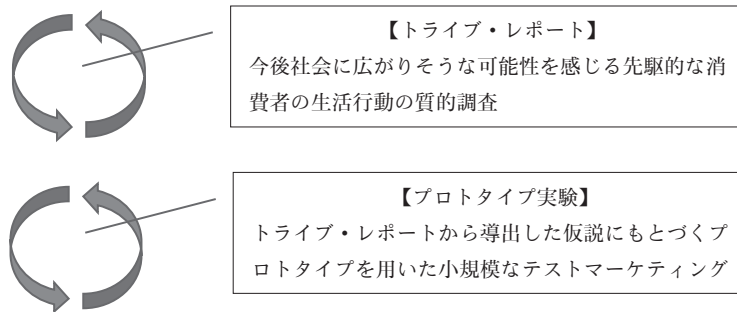 【トライブ・レポート】
今後社会に広がりそうな可能性を感じる先駆的な消
費者の生活行動の質的調査
【プロトタイプ実験】
トライブ・レポートから導出した仮説にもとづくプ
ロトタイプを用いた小規模なテストマーケティング